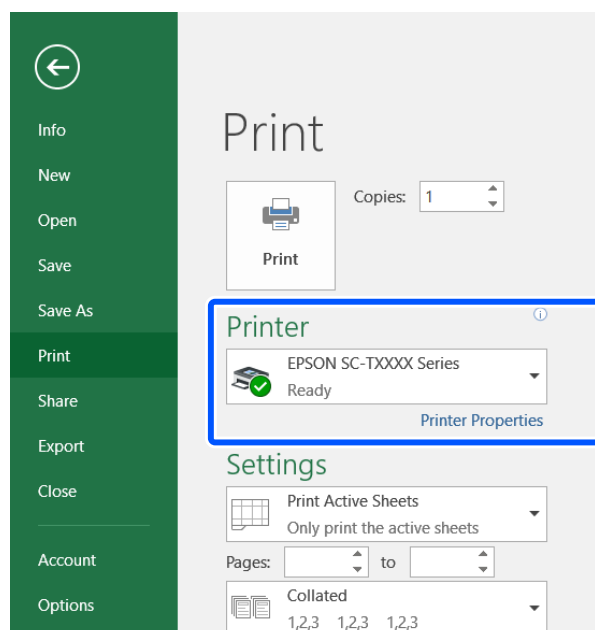 Info
New
Open
Save
Save As
Print
Share
Export
Close
Account
Options
Print
Copies: 1
Print
Printer
EPSON SC-TXXXX Series
Ready
Printer Properties
Settings
Print Active Sheets
Only print the active sheets
Pages: to
Collated
1,2,3 1,2,3 1,2,3